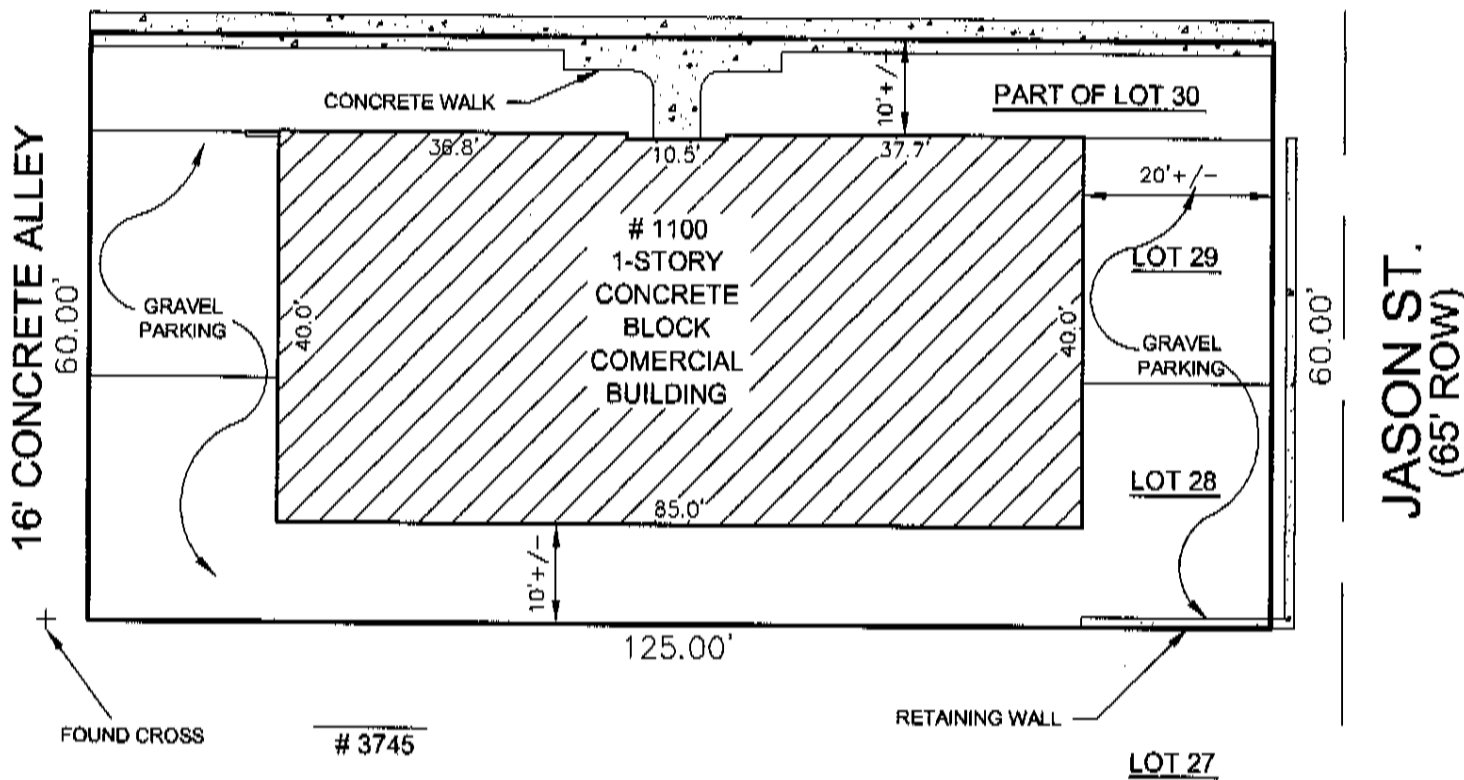 CONCRETE WALK
10'+/-
PART OF LOT 30
36.8'
10.5'
37.7'
20'+/-
16' CONCRETE ALLEY
60.00'
GRAVEL
PARKING
40.0'
# 1100
1-STORY
CONCRETE
BLOCK
COMERCIAL
BUILDING
40.0'
LOT 29
GRAVEL
PARKING
60.00'
JASON ST.
(65' ROW)
LOT 28
85.0'
10'+/-
125.00'
FOUND CROSS
# 3745
RETAINING WALL
LOT 27